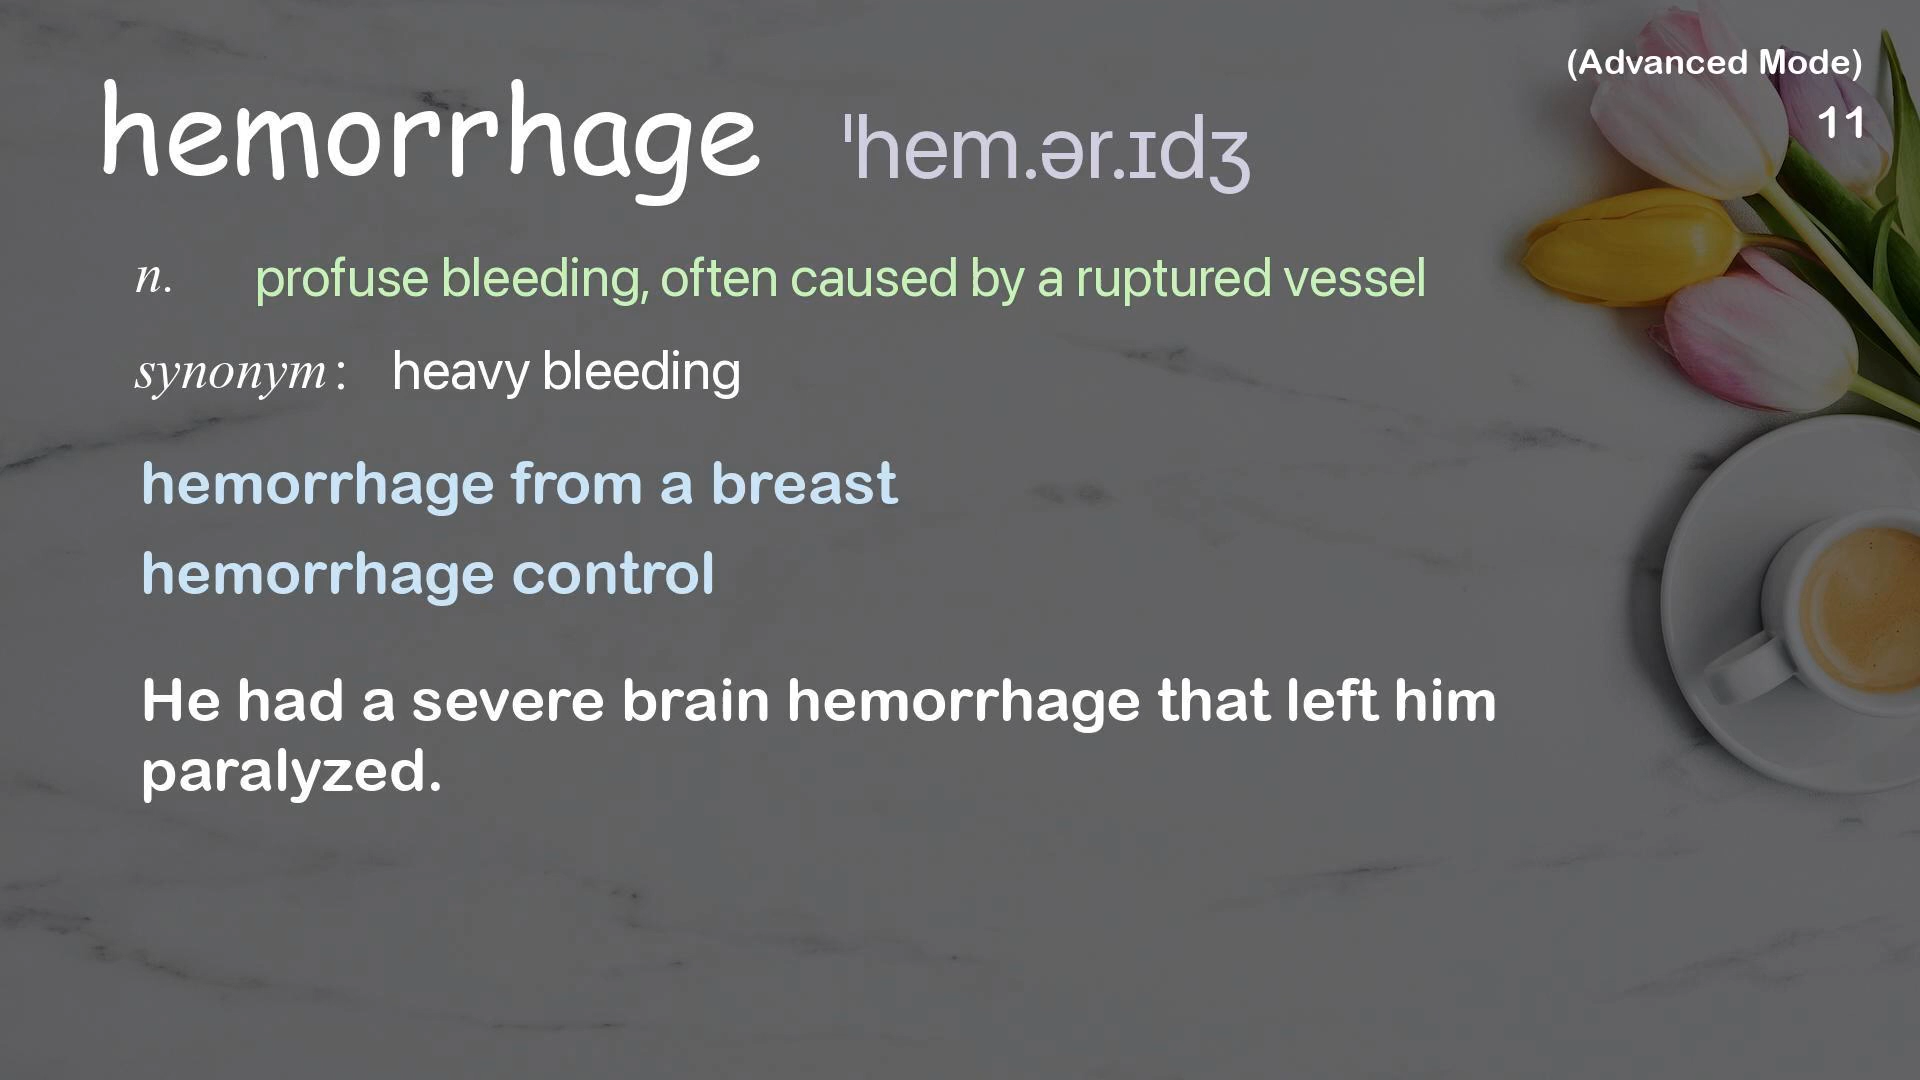 (Advanced Mode)
11
hemorrhage ˈhem.ər.ɪdʒ
n. profuse bleeding, often caused by a ruptured vessel
synonym : heavy bleeding
hemorrhage from a breast
hemorrhage control
He had a severe brain hemorrhage that left him
paralyzed.